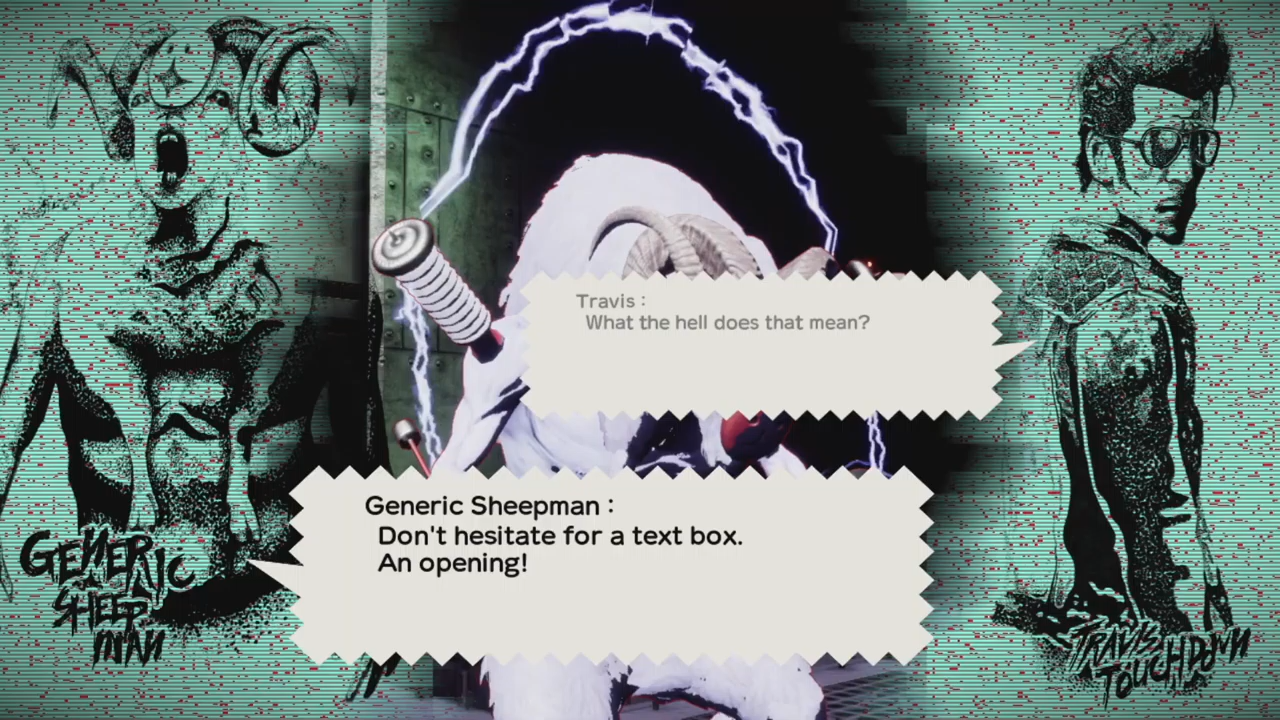 Travis :
What the hell does that mean?
Generic Sheepman :
Don't hesitate for a text box.
An opening!
GENERIC
SHEEP
MAN
TRAVIS
TOUCHDOWN